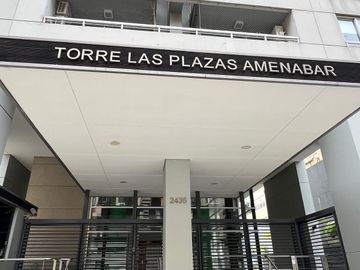 TORRE LAS PLAZAS AMENABAR
2435